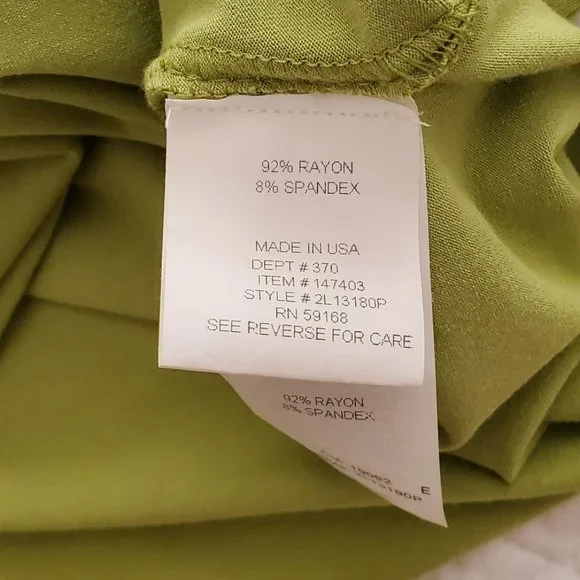 92% RAYON
8% SPANDEX
MADE IN USA
DEPT # 370
ITEM # 147403
STYLE # 2L13180P
RN 59168
SEE REVERSE FOR CARE
92% RAYON
8% SPANDEX
E